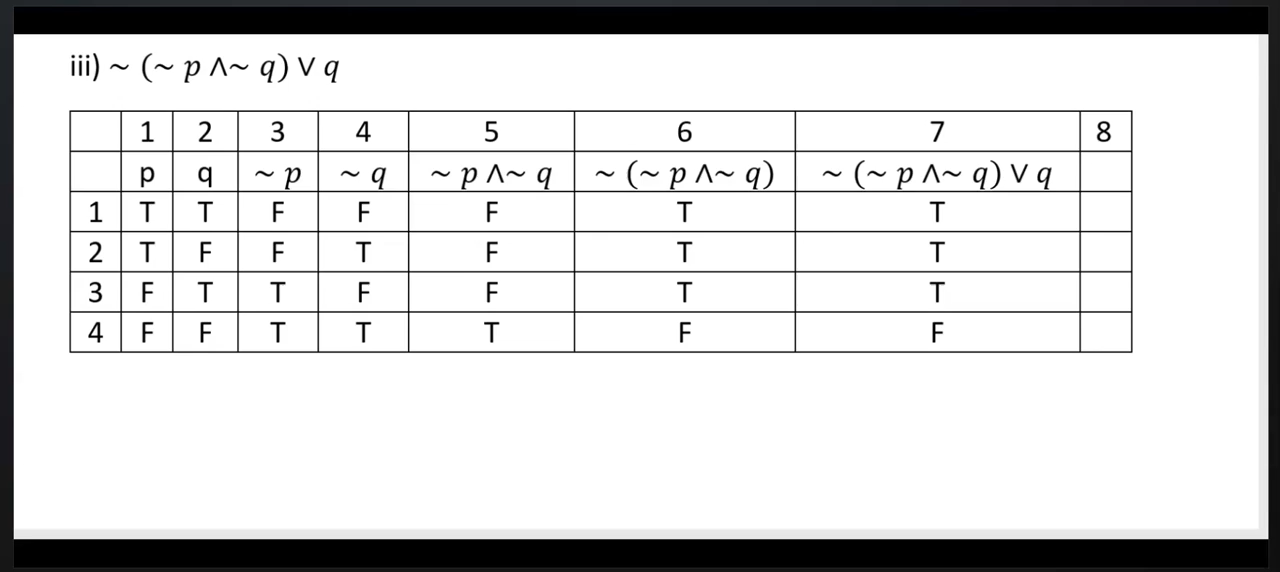 iii) ~ (~ p ∧~ q) ∨ q
1 2 3 4 5 6 7 8
p q ~ p ~ q ~ p ∧~ q ~ (~ p ∧~ q) ~ (~ p ∧~ q) ∨ q
1 T T F F F T T
2 T F F T F T T
3 F T T F F T T
4 F F T T T F F